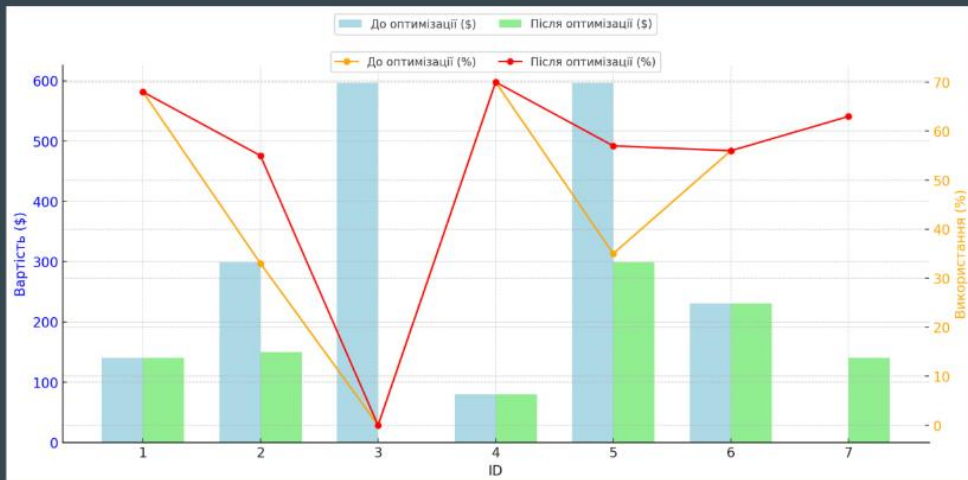 До оптимізації ($) Після оптимізації ($)
До оптимізації (%) Після оптимізації (%)
Вартість ($)
600
500
400
300
200
100
0
Використання (%)
70
60
50
40
30
20
10
0
1 2 3 4 5 6 7
ID